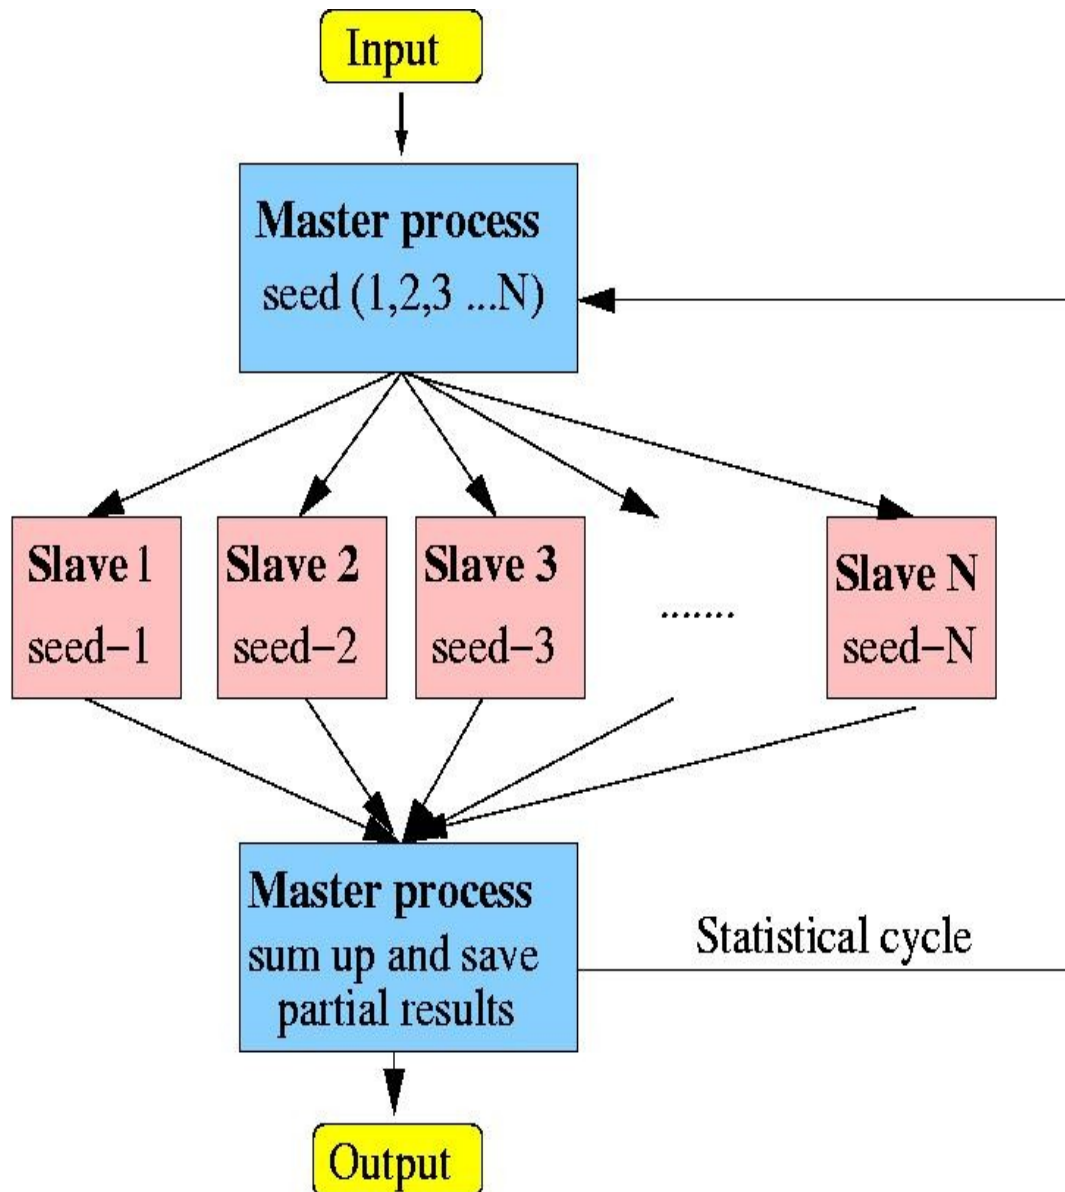 Input
Master process
seed (1,2,3 ...N)
Slave 1
seed-1
Slave 2
seed-2
Slave 3
seed-3
.......
Slave N
seed-N
Master process
sum up and save
partial results
Statistical cycle
Output